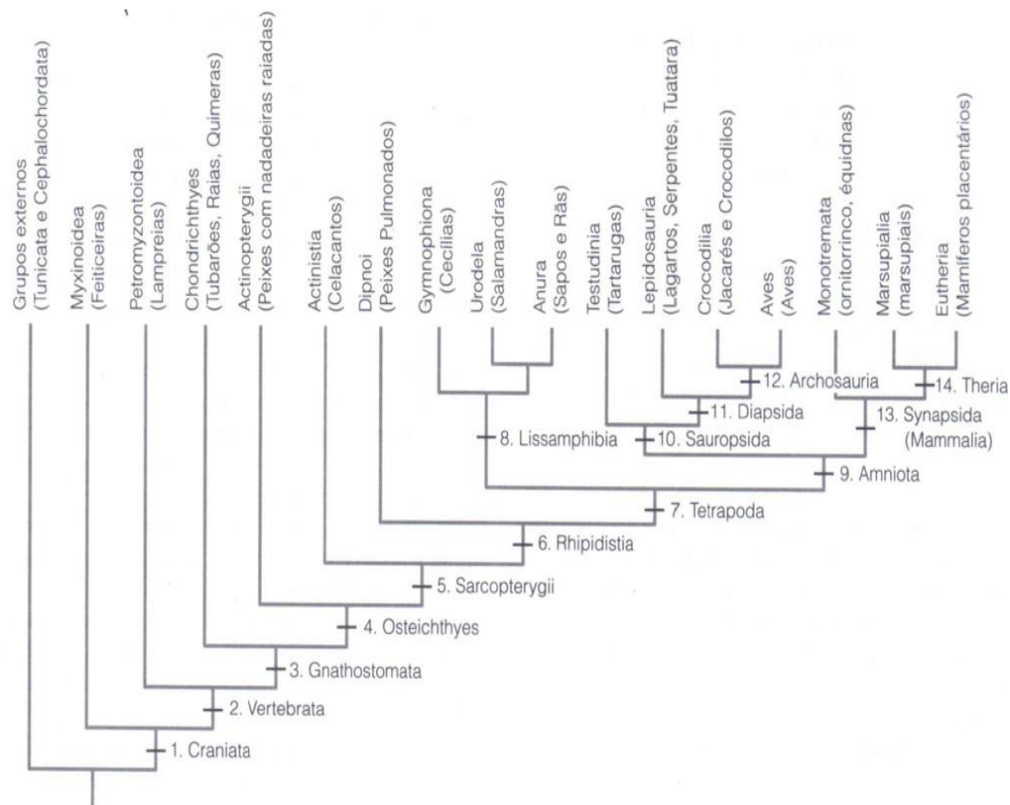 Grupos externos
(Tunicata e Cephalochordata)
Myxinoidea
(Feiticeiras)
Petromyzontoidea
(Lampreias)
Chondrichthyes
(Tubarões, Raias, Quimeras)
Actinopterygii
(Peixes com nadadeiras raiadas)
Actinistia
(Celacantos)
Dipnoi
(Peixes Pulmonados)
Gymnophiona
(Cecílias)
Urodela
(Salamandras)
Anura
(Sapos e Rãs)
Testudinia
(Tartarugas)
Lepidosauria
(Lagartos, Serpentes, Tuatara)
Crocodilia
(Jacarés e Crocodilos)
Aves
(Aves)
Monotremata
(ornitorrinco, équidnas)
Marsupialia
(marsupiais)
Eutheria
(Mamíferos placentários)
12. Archosauria
14. Theria
11. Diapsida
13. Synapsida
(Mammalia)
8. Lissamphibia
10. Sauropsida
9. Amniota
7. Tetrapoda
6. Rhipidistia
5. Sarcopterygii
4. Osteichthyes
3. Gnathostomata
2. Vertebrata
1. Craniata